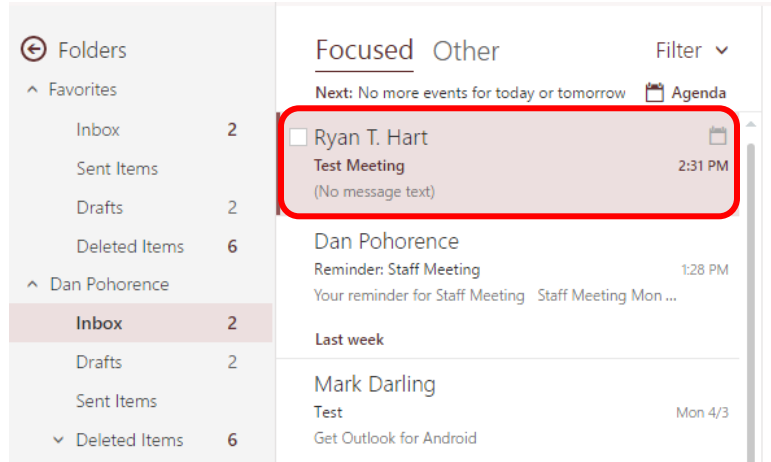 Folders
Favorites
Inbox 2
Sent Items
Drafts 2
Deleted Items 6
Dan Pohorence
Inbox 2
Drafts 2
Sent Items
Deleted Items 6
Focused Other Filter
Next: No more events for today or tomorrow Agenda
Ryan T. Hart
Test Meeting 2:31 PM
(No message text)
Dan Pohorence
Reminder: Staff Meeting 1:28 PM
Your reminder for Staff Meeting Staff Meeting Mon ...
Last week
Mark Darling
Test Mon 4/3
Get Outlook for Android